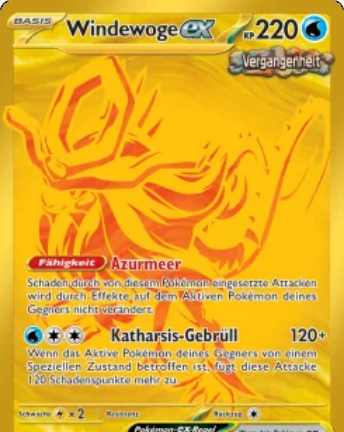 BASIS Windewoge ex KP 220
Vergangenheit
Fähigkeit Azurmeer
Schaden durch von diesem Pokémon eingesetzte Attacken
wird durch Effekte auf dem Aktiven Pokémon deines
Gegners nicht verändert.
Katharsis-Gebrüll 120+
Wenn das Aktive Pokémon deines Gegners von einem
Speziellen Zustand betroffen ist, fügt diese Attacke
120 Schadenspunkte mehr zu.
Schwäche x2 Resistenz Rückzug
Pokémon-ex-Regel